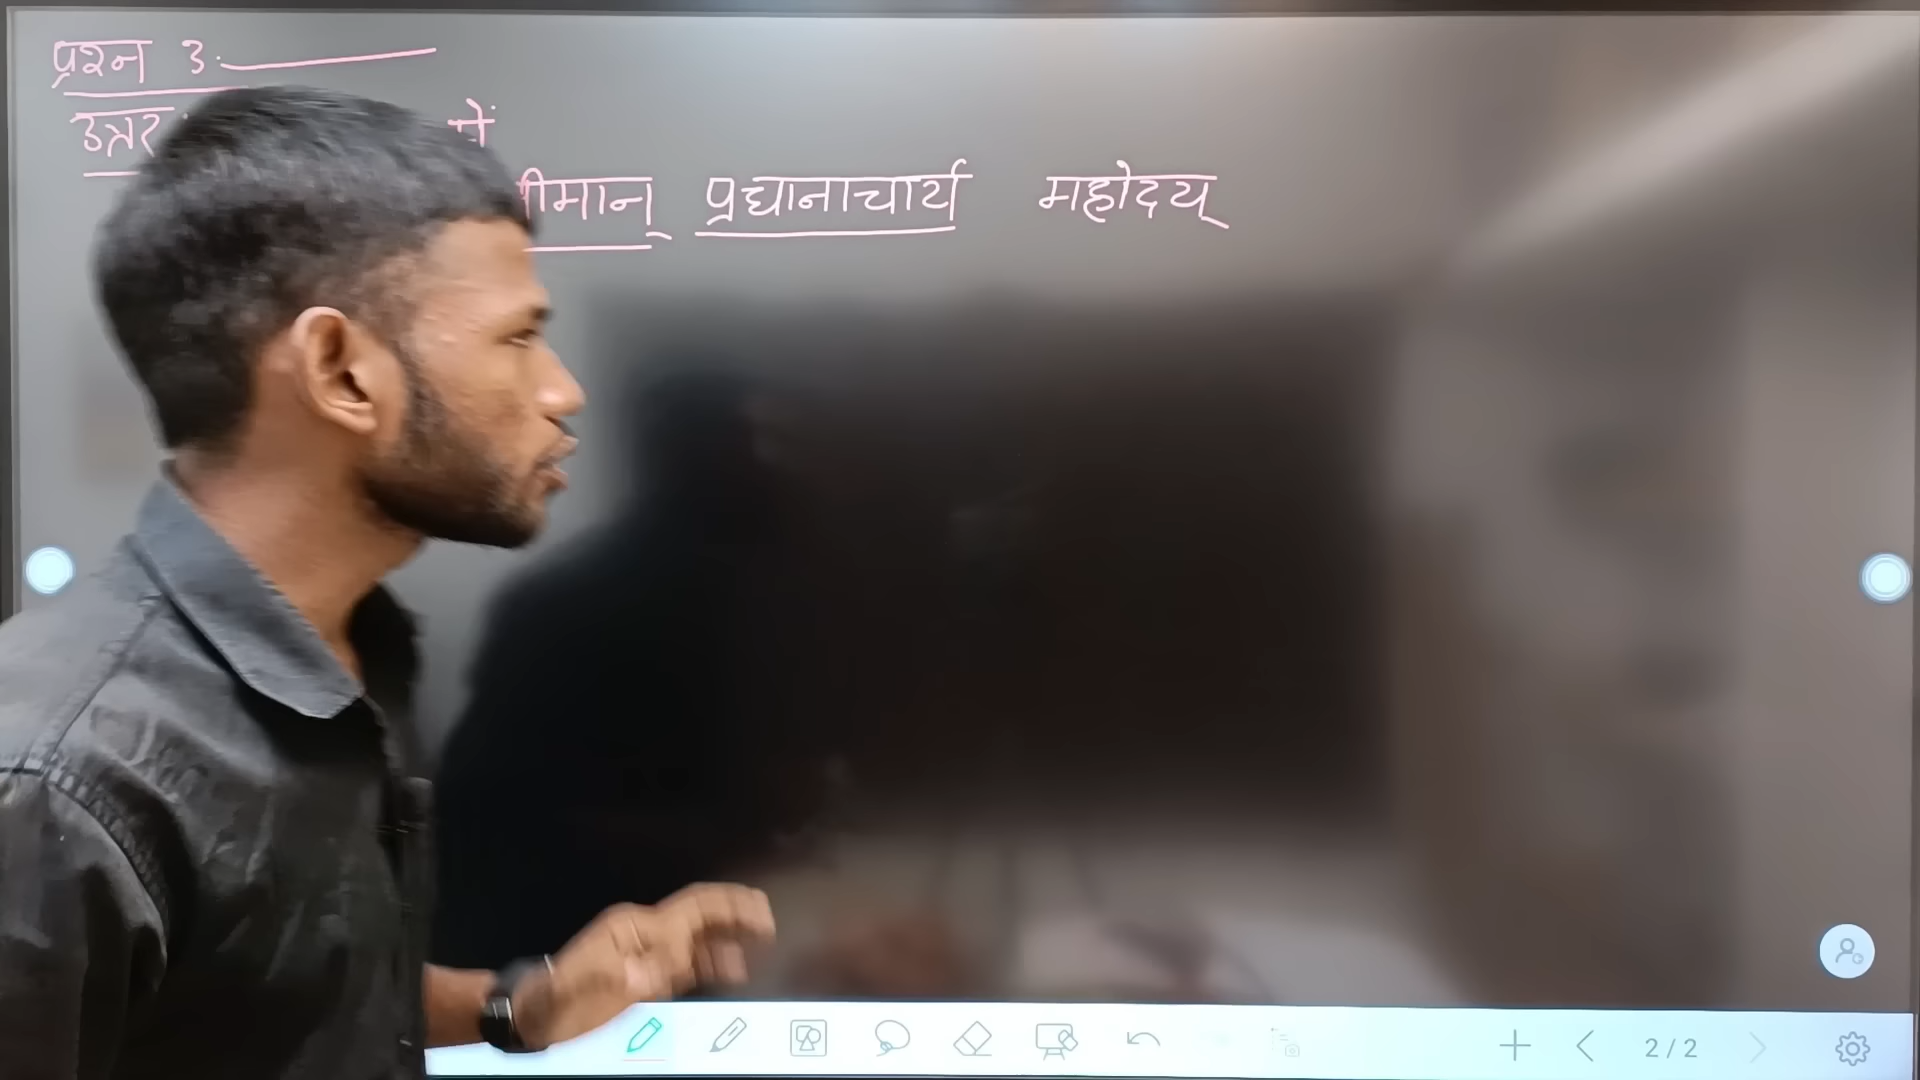 प्रश्न 3.
उत्तर
में
प्रधानाचार्य महोदय्
2/2